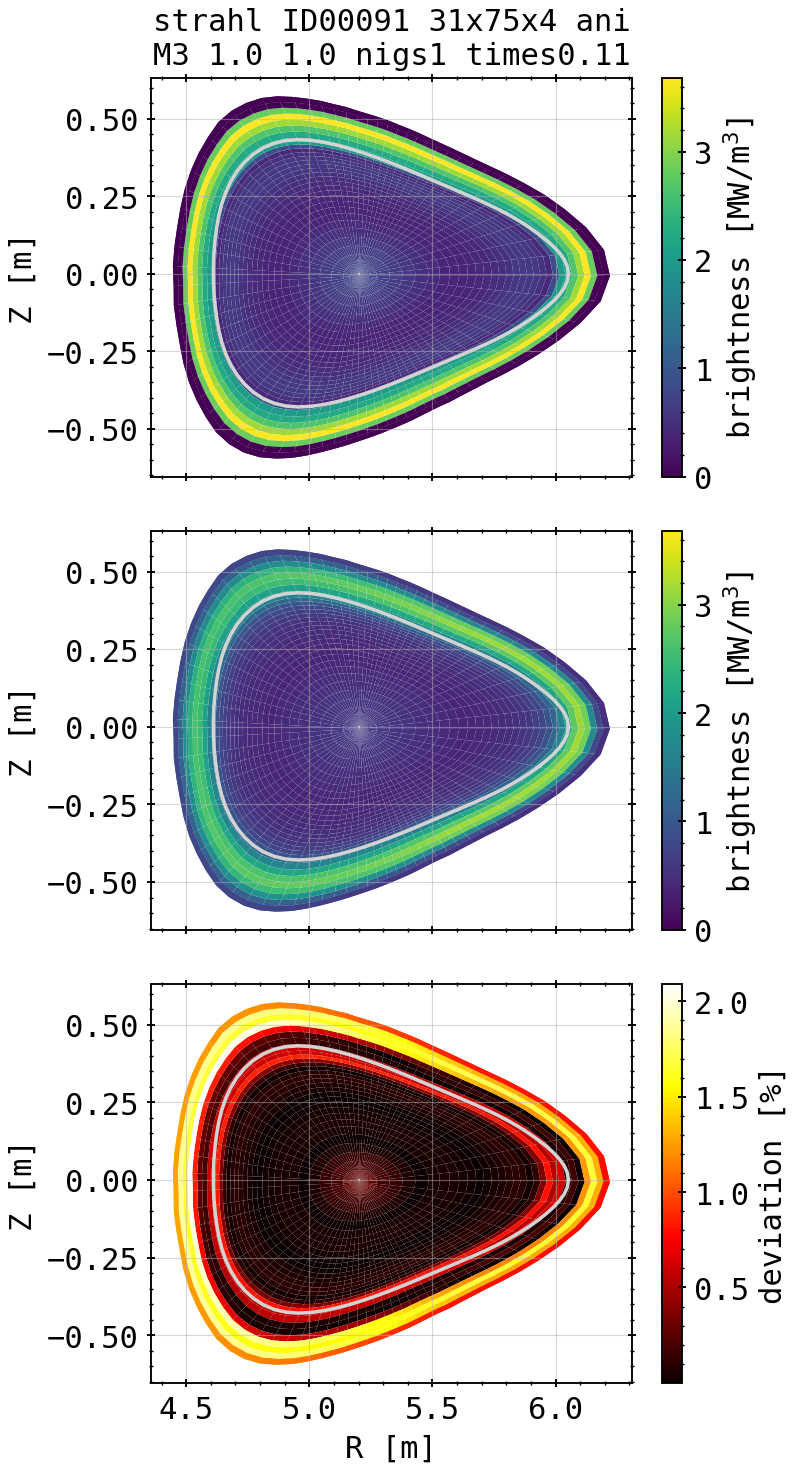 strahl ID00091 31x75x4 ani
M3 1.0 1.0 nigs1 times0.11
0.50
0.25
0.00
−0.25
−0.50
Z [m]
3
2
1
0
brightness [MW/m³]
0.50
0.25
0.00
−0.25
−0.50
Z [m]
3
2
1
0
brightness [MW/m³]
0.50
0.25
0.00
−0.25
−0.50
Z [m]
2.0
1.5
1.0
0.5
deviation [%]
4.5 5.0 5.5 6.0
R [m]